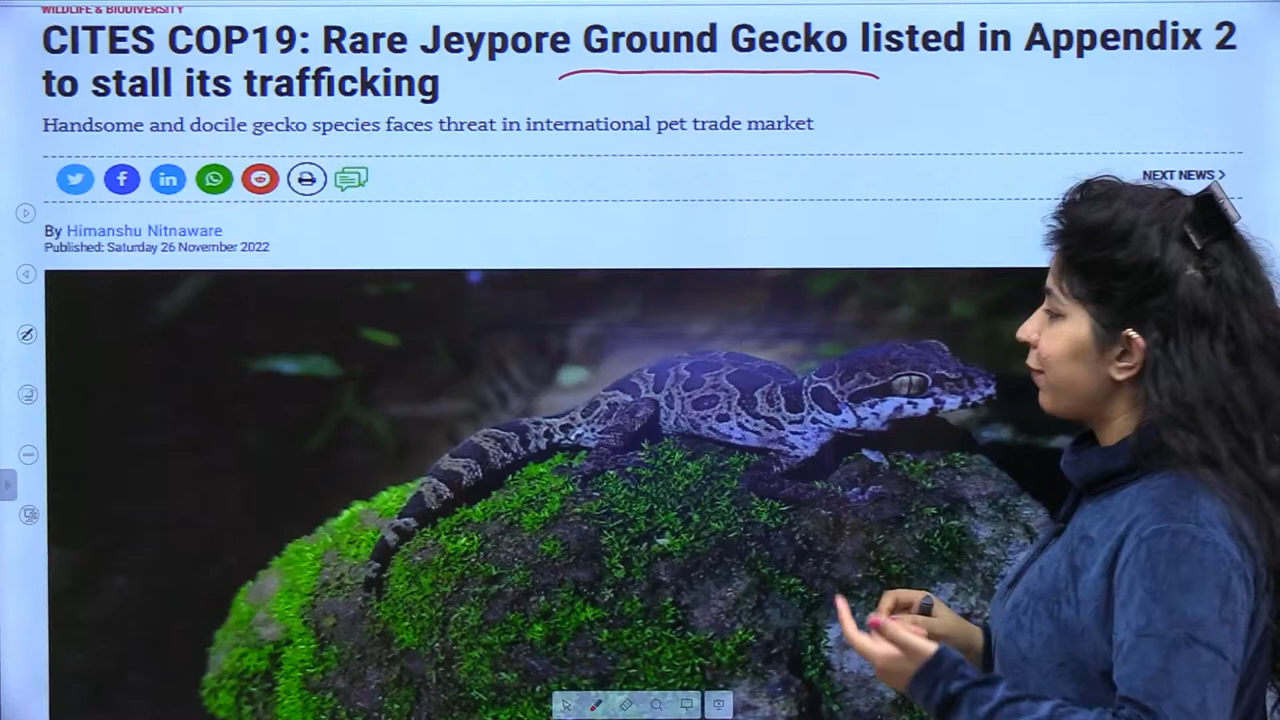 WILDLIFE & BIODIVERSITY
CITES COP19: Rare Jeypore Ground Gecko listed in Appendix 2
to stall its trafficking
Handsome and docile gecko species faces threat in international pet trade market
NEXT NEWS
By Himanshu Nitnaware
Published: Saturday 26 November 2022